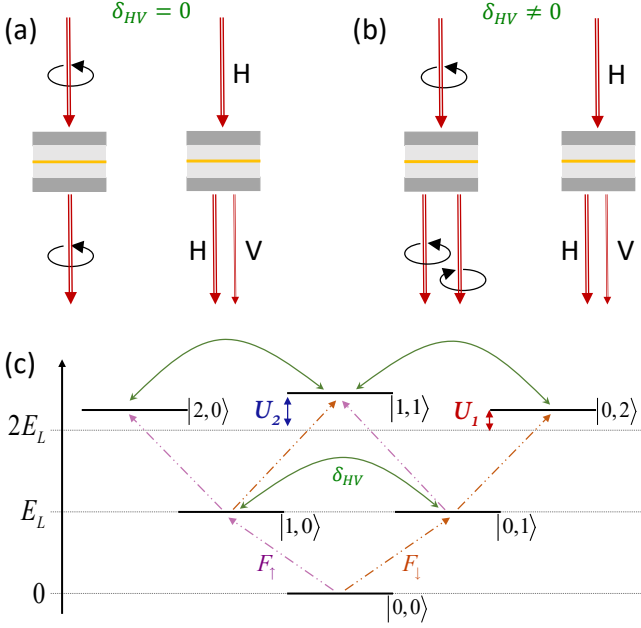 (a) δ_HV = 0
(b) δ_HV ≠ 0
H
H
H V
H V
(c)
|2,0⟩ U_2 |1,1⟩ U_1 |0,2⟩
2E_L
δ_HV
E_L |1,0⟩ |0,1⟩
F_↑ F_↓
0 |0,0⟩